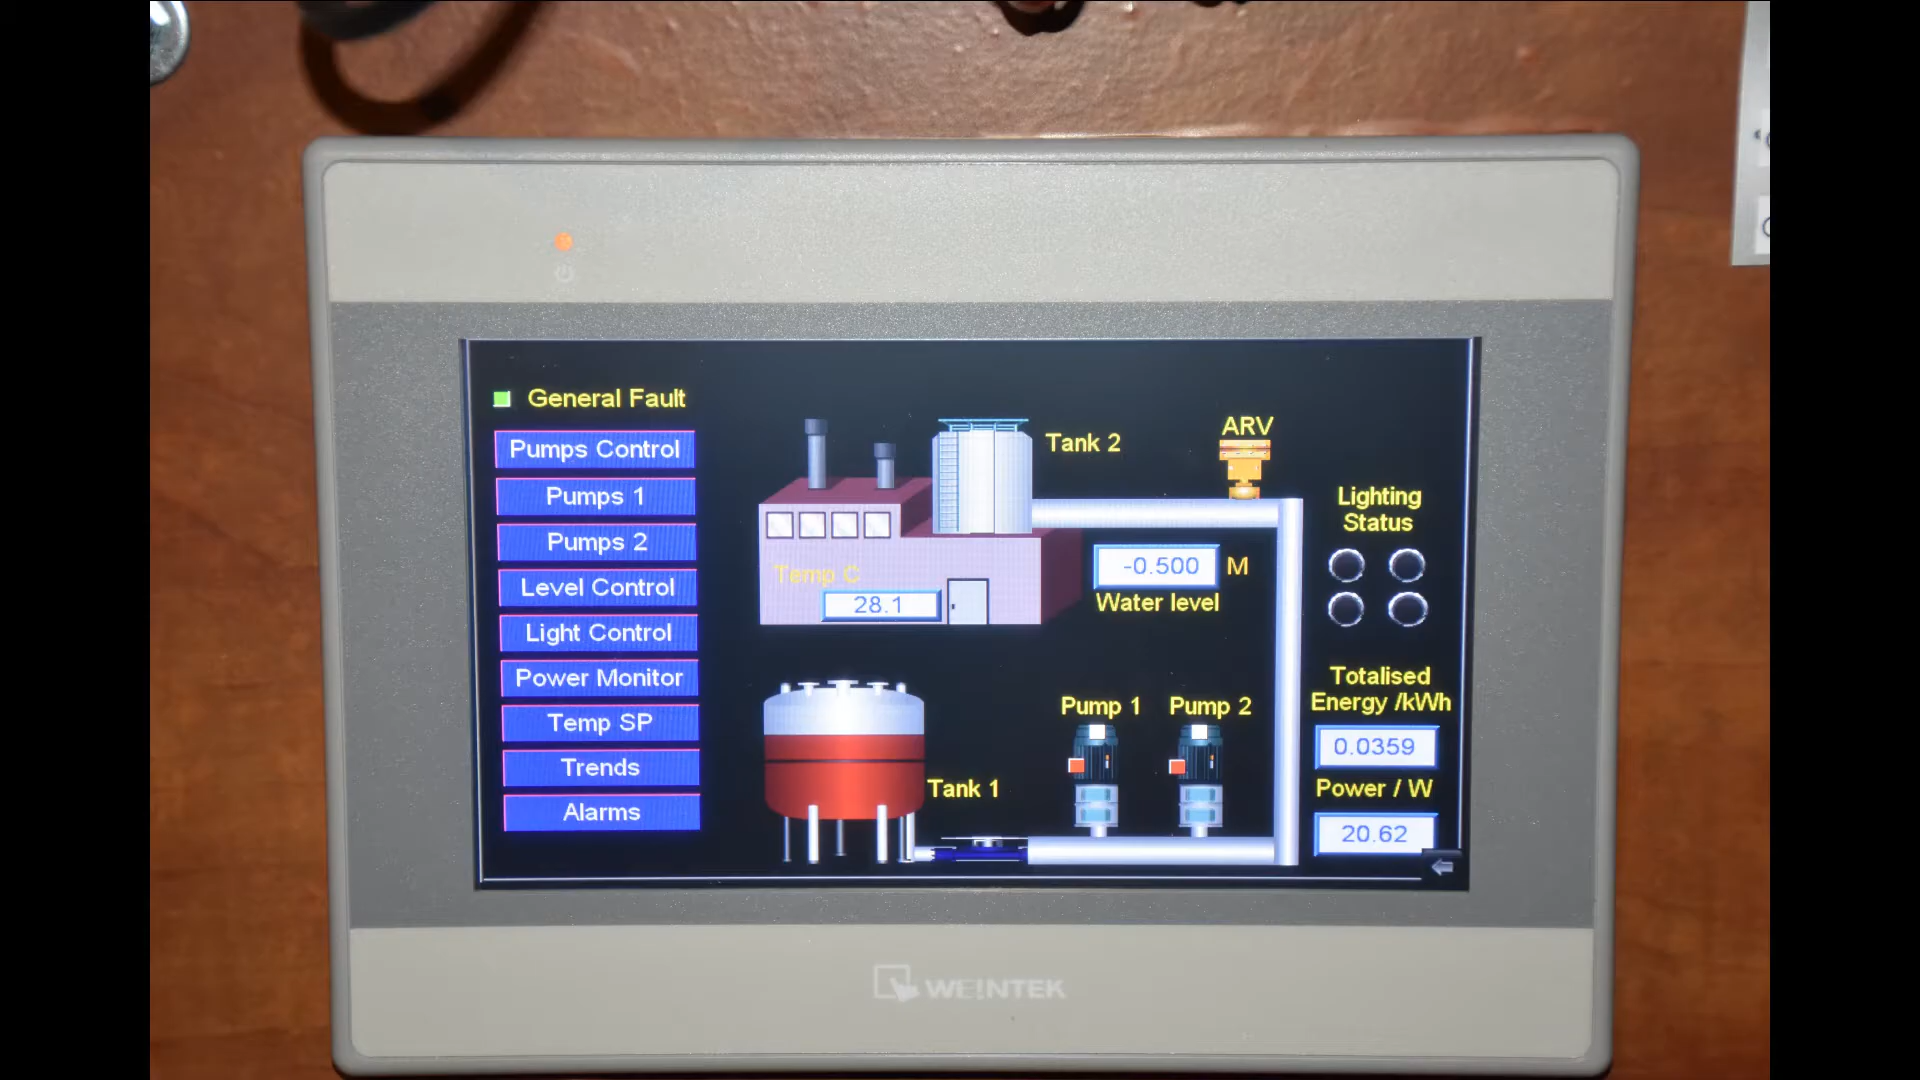 General Fault
Pumps Control
Pumps 1
Pumps 2
Level Control
Light Control
Power Monitor
Temp SP
Trends
Alarms
Tank 2
ARV
Temp C
28.1
-0.500 M
Water level
Lighting
Status
Tank 1
Pump 1
Pump 2
Totalised
Energy /kWh
0.0359
Power / W
20.62
WEINTEK